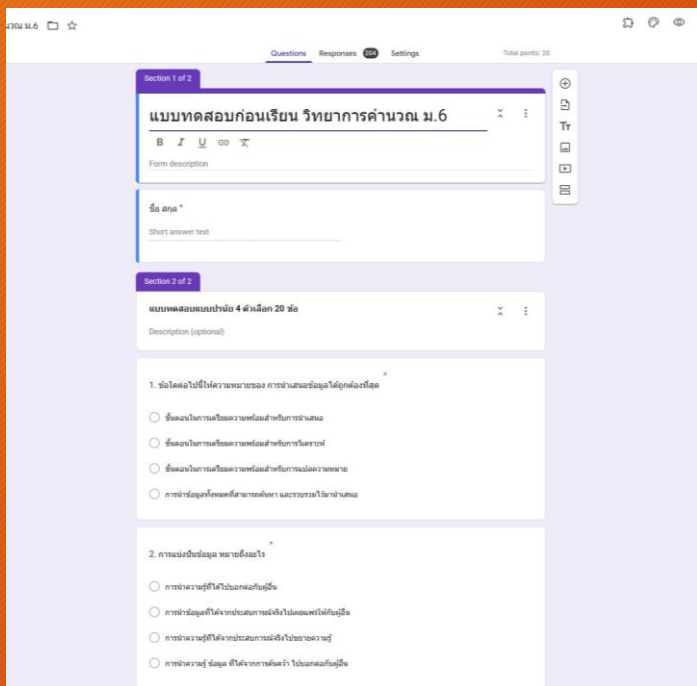 นวณ ม.6
Questions Responses 204 Settings Total points: 20
Section 1 of 2
แบบทดสอบก่อนเรียน วิทยาการคำนวณ ม.6
B I U
Form description
Tт
ชื่อ สกุล *
Short answer text
Section 2 of 2
แบบทดสอบแบบปรนัย 4 ตัวเลือก 20 ข้อ
Description (optional)
1. ข้อใดต่อไปนี้ให้ความหมายของ การนำเสนอข้อมูลได้ถูกต้องที่สุด *
ขั้นตอนในการเตรียมความพร้อมสำหรับการนำเสนอ
ขั้นตอนในการเตรียมความพร้อมสำหรับการวิเคราะห์
ขั้นตอนในการเตรียมความพร้อมสำหรับการแปลความหมาย
การนำข้อมูลทั้งหมดที่สามารถค้นหา และรวบรวมไว้มานำเสนอ
2. การแบ่งปันข้อมูล หมายถึงอะไร *
การนำความรู้ที่ได้ไปบอกต่อกับผู้อื่น
การนำข้อมูลที่ได้จากประสบการณ์จริงไปเผยแพร่ให้กับผู้อื่น
การนำความรู้ที่ได้จากประสบการณ์จริงไปขยายความรู้
การนำความรู้ ข้อมูล ที่ได้จากการค้นคว้า ไปบอกต่อกับผู้อื่น